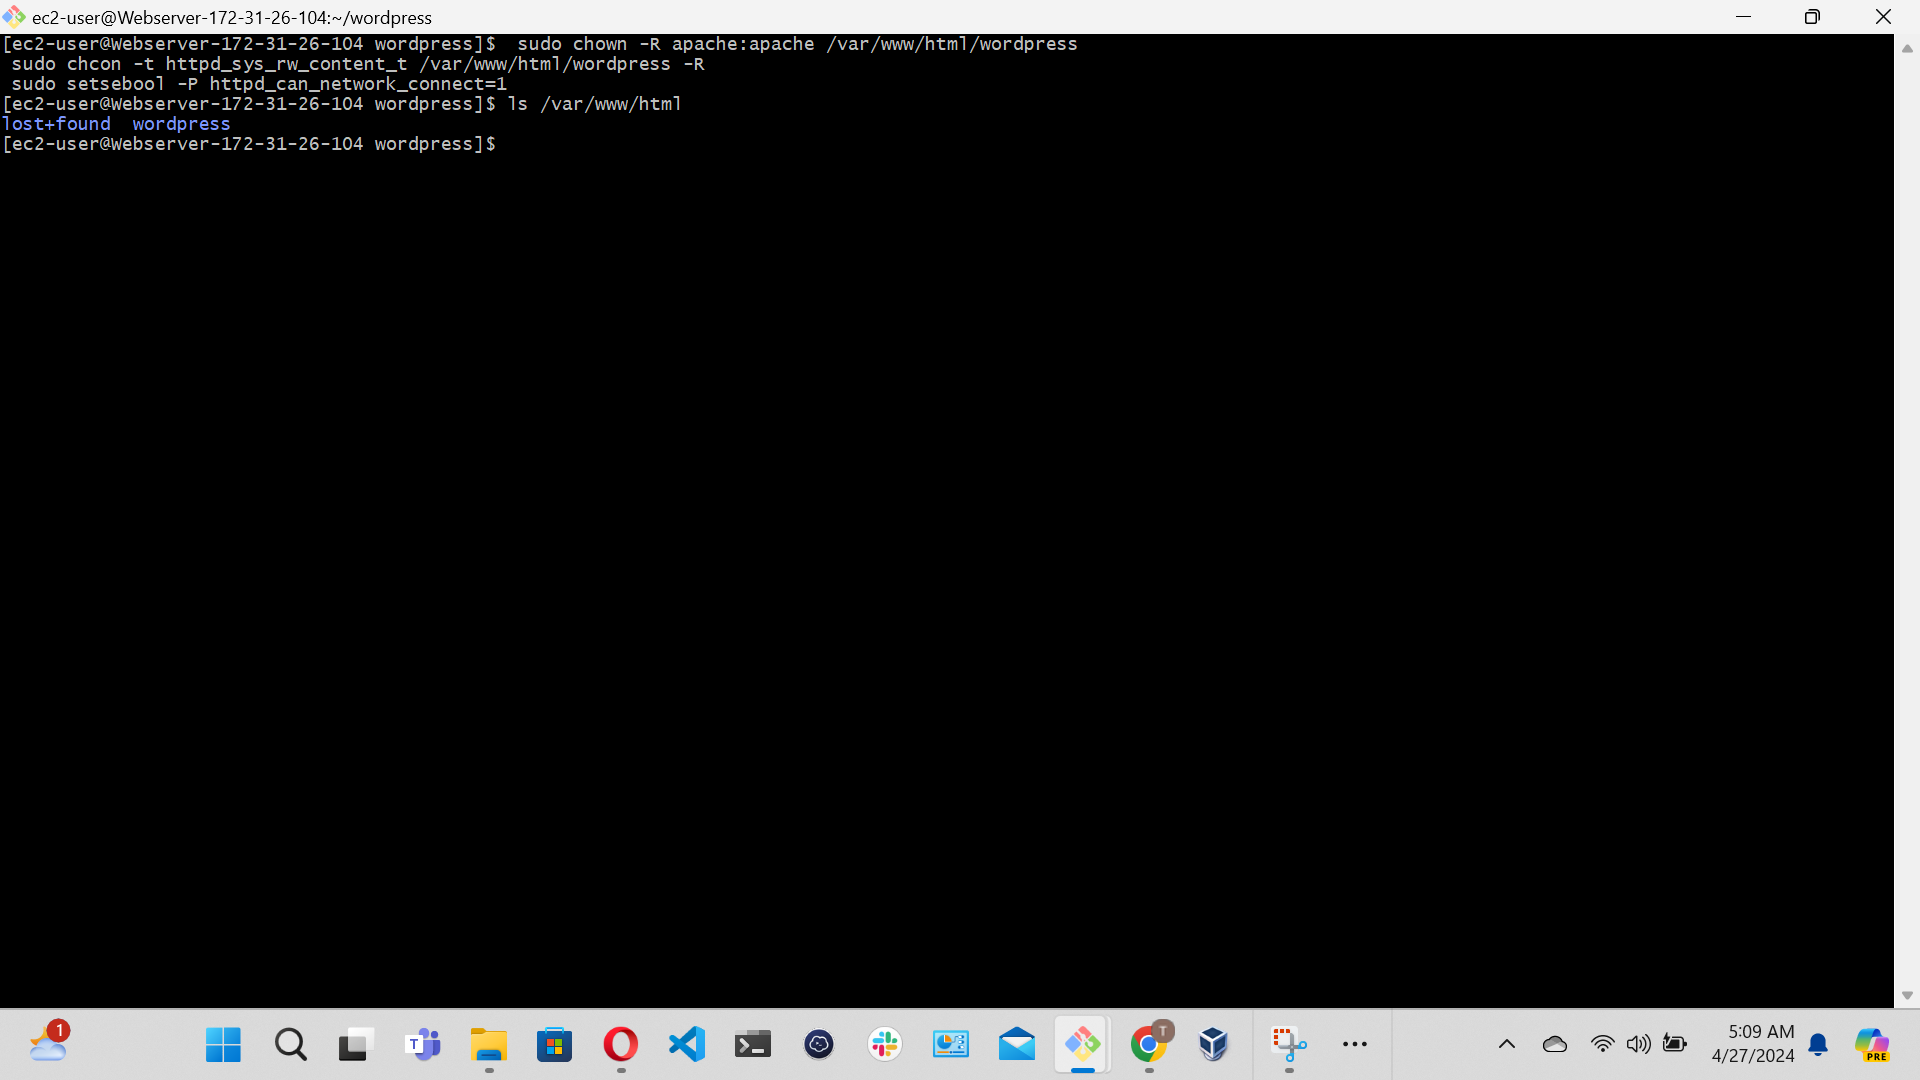 ec2-user@Webserver-172-31-26-104:~/wordpress
[ec2-user@Webserver-172-31-26-104 wordpress]$  sudo chown -R apache:apache /var/www/html/wordpress
 sudo chcon -t httpd_sys_rw_content_t /var/www/html/wordpress -R
 sudo setsebool -P httpd_can_network_connect=1
[ec2-user@Webserver-172-31-26-104 wordpress]$ ls /var/www/html
lost+found  wordpress
[ec2-user@Webserver-172-31-26-104 wordpress]$
1
T
T
5:09 AM
4/27/2024
PRE